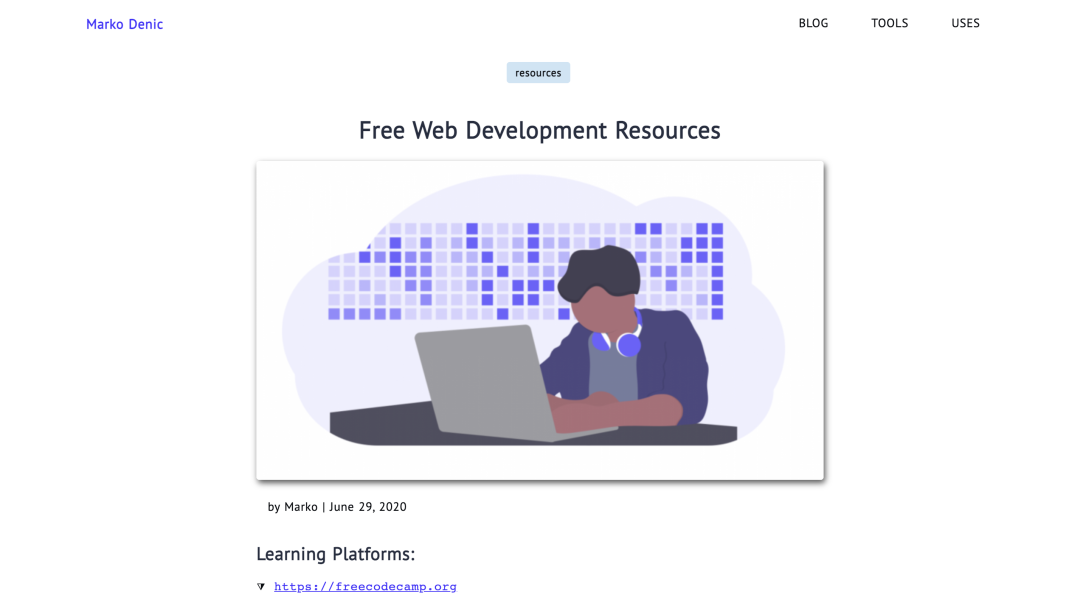 Marko Denic
BLOG TOOLS USES
resources
Free Web Development Resources
by Marko | June 29, 2020
Learning Platforms:
https://freecodecamp.org